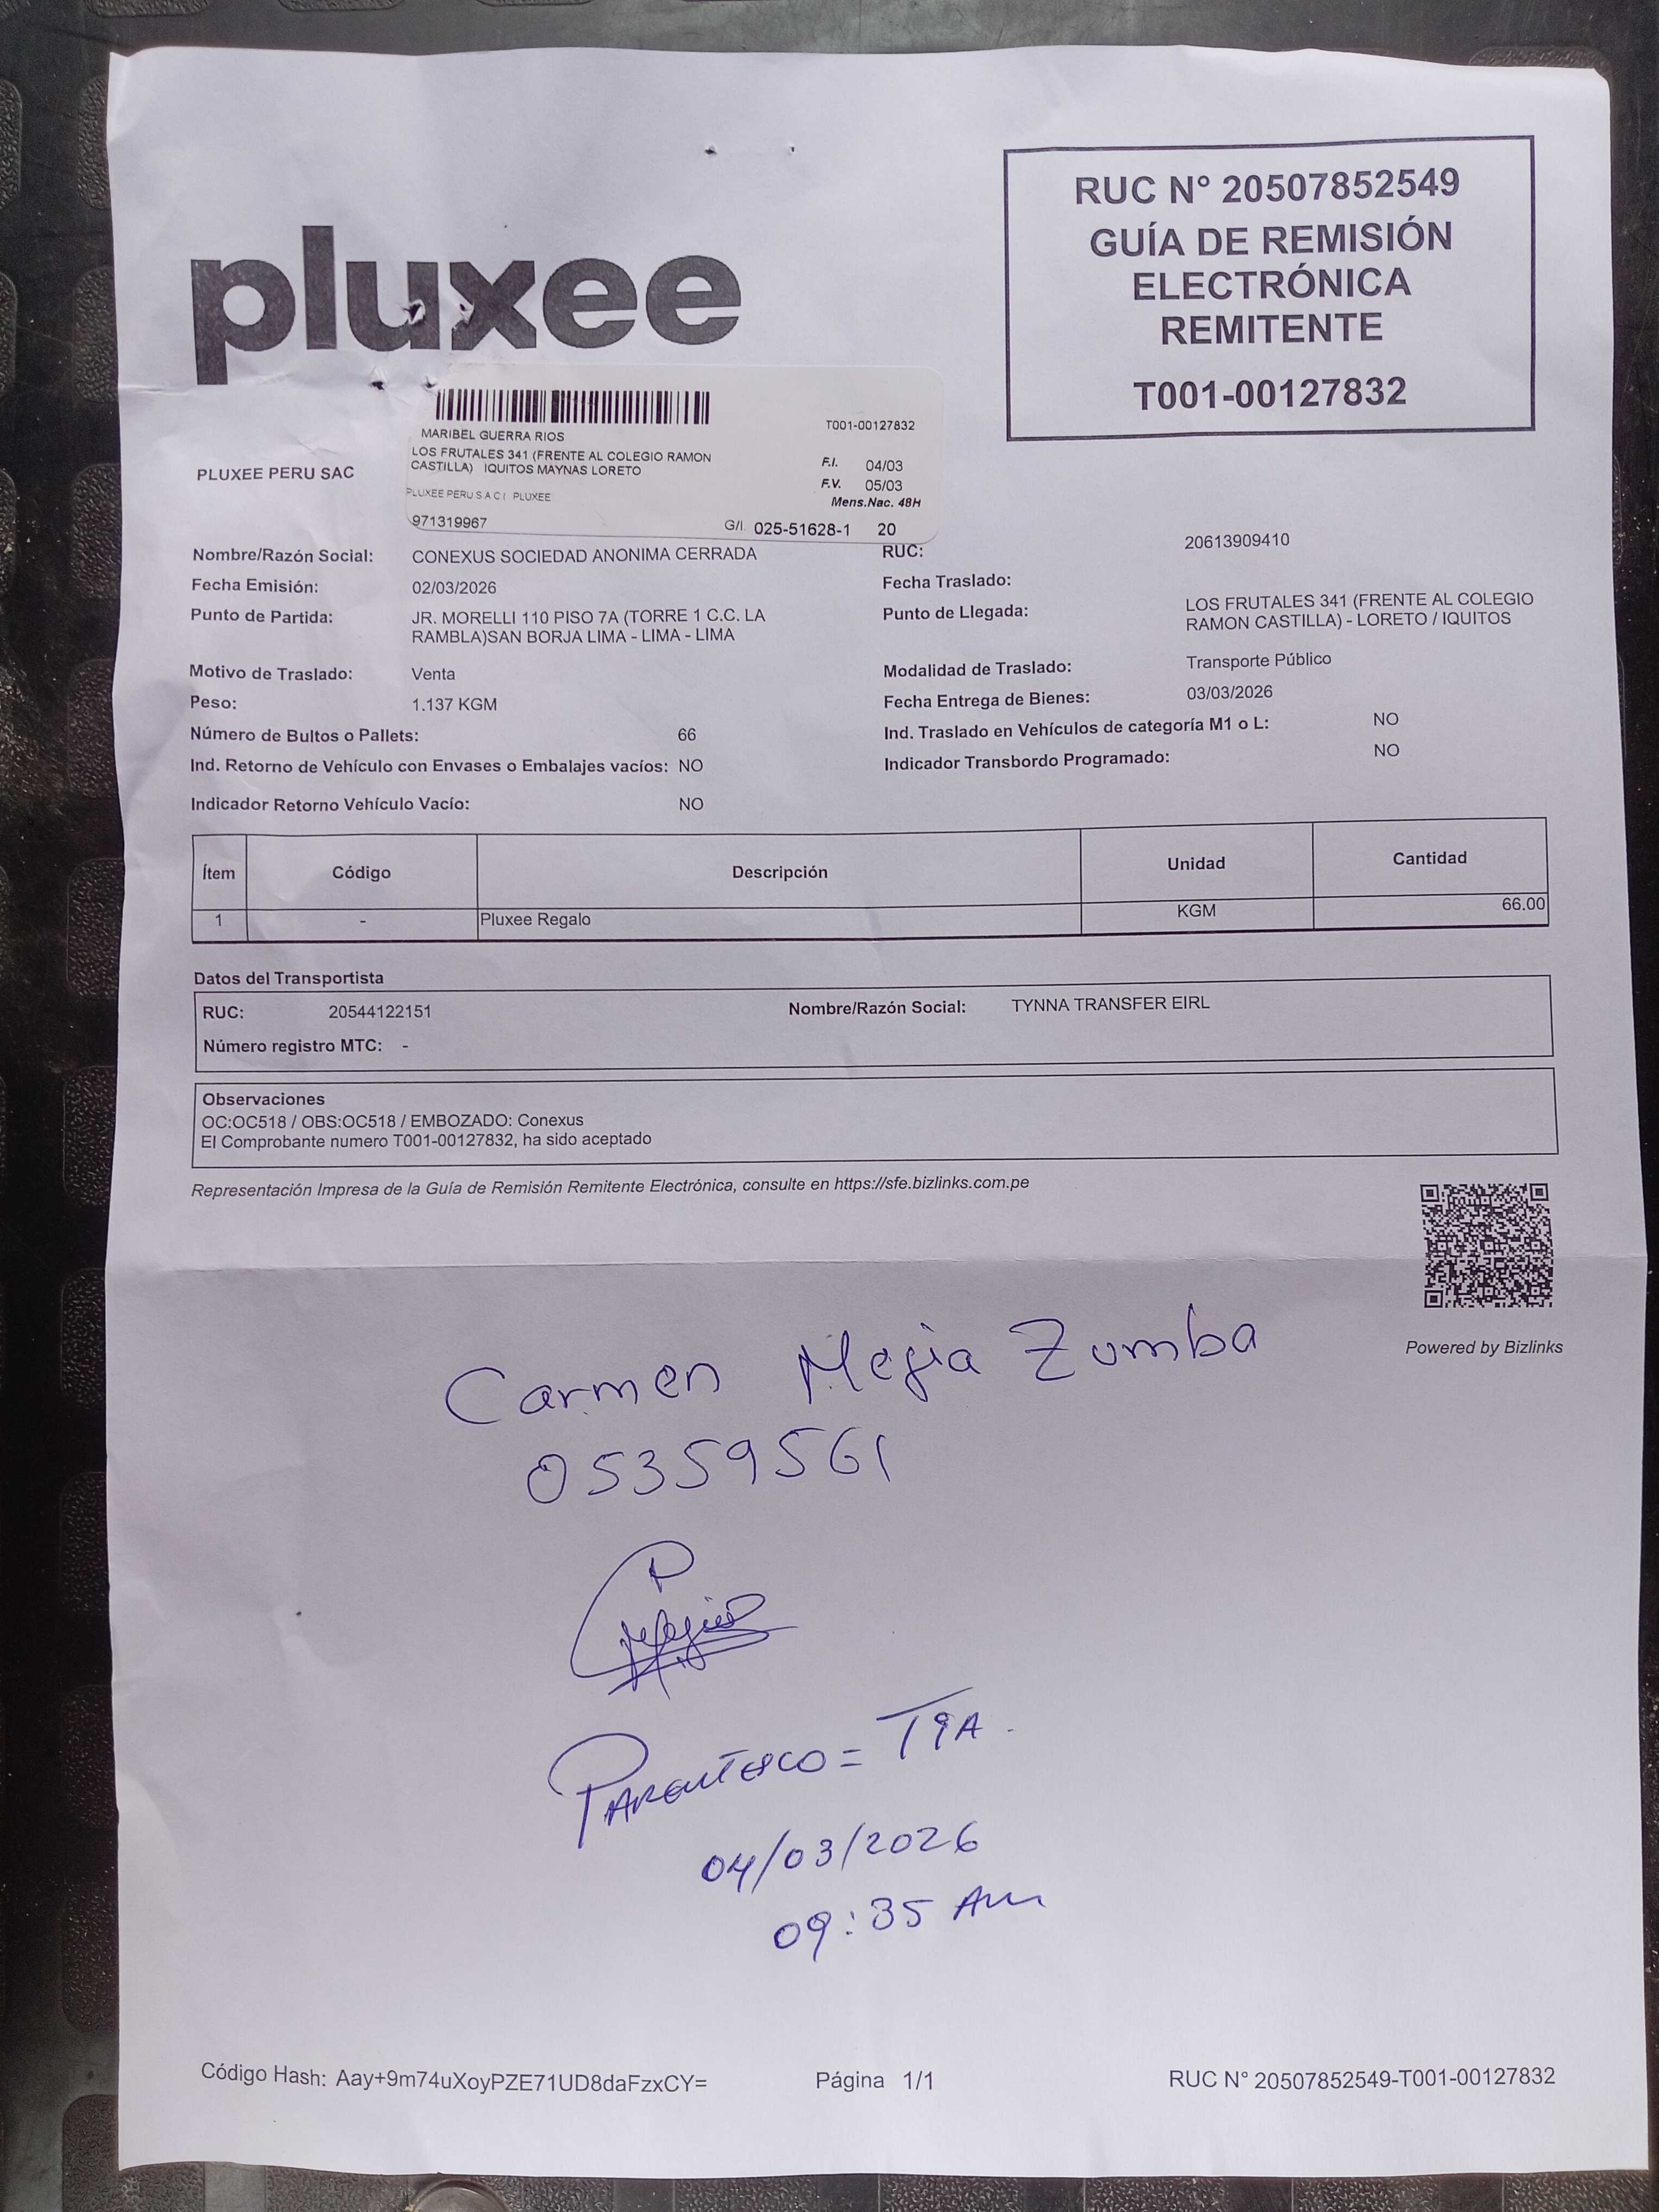 RUC N° 20507852549
GUÍA DE REMISIÓN
ELECTRÓNICA
REMITENTE
T001-00127832
pluxee
MARIBEL GUERRA RIOS
T001-00127832
LOS FRUTALES 341 (FRENTE AL COLEGIO RAMON
CASTILLA) IQUITOS MAYNAS LORETO
F.I. 04/03
F.V. 05/03
Mens.Nac. 48H
PLUXEE PERU S A C ( PLUXEE
971319967
G/I. 025-51628-1 20
PLUXEE PERU SAC
Nombre/Razón Social: CONEXUS SOCIEDAD ANONIMA CERRADA
RUC: 20613909410
Fecha Emisión: 02/03/2026
Fecha Traslado:
Punto de Partida: JR. MORELLI 110 PISO 7A (TORRE 1 C.C. LA
RAMBLA)SAN BORJA LIMA - LIMA - LIMA
Punto de Llegada: LOS FRUTALES 341 (FRENTE AL COLEGIO
RAMON CASTILLA) - LORETO / IQUITOS
Motivo de Traslado: Venta
Modalidad de Traslado: Transporte Público
Peso: 1.137 KGM
Fecha Entrega de Bienes: 03/03/2026
Número de Bultos o Pallets: 66
Ind. Traslado en Vehículos de categoría M1 o L: NO
Ind. Retorno de Vehículo con Envases o Embalajes vacíos: NO
Indicador Transbordo Programado: NO
Indicador Retorno Vehículo Vacío: NO
Ítem Código Descripción Unidad Cantidad
1 - Pluxee Regalo KGM 66.00
Datos del Transportista
RUC: 20544122151 Nombre/Razón Social: TYNNA TRANSFER EIRL
Número registro MTC: -
Observaciones
OC:OC518 / OBS:OC518 / EMBOZADO: Conexus
El Comprobante numero T001-00127832, ha sido aceptado
Representación Impresa de la Guía de Remisión Remitente Electrónica, consulte en https://sfe.bizlinks.com.pe
Powered by Bizlinks
Carmen Mejia Zumba
05359561
PARENTESCO = TIA.
04/03/2026
09:35 AM
Código Hash: Aay+9m74uXoyPZE71UD8daFzxCY= Página 1/1 RUC N° 20507852549-T001-00127832